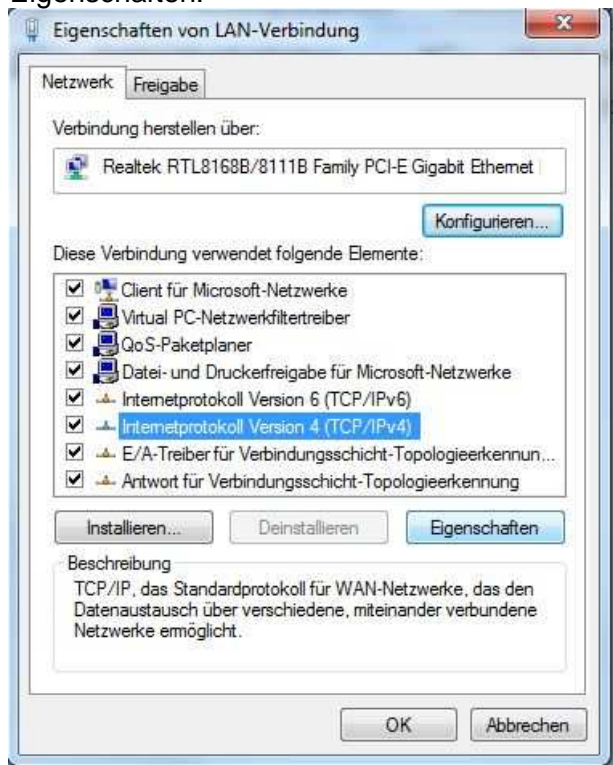 Eigenschaften.
Eigenschaften von LAN-Verbindung
Netzwerk Freigabe
Verbindung herstellen über:
Realtek RTL8168B/8111B Family PCI-E Gigabit Ethernet
Konfigurieren...
Diese Verbindung verwendet folgende Elemente:
Client für Microsoft-Netzwerke
Virtual PC-Netzwerkfiltertreiber
QoS-Paketplaner
Datei- und Druckerfreigabe für Microsoft-Netzwerke
Internetprotokoll Version 6 (TCP/IPv6)
Internetprotokoll Version 4 (TCP/IPv4)
E/A-Treiber für Verbindungsschicht-Topologieerkennun...
Antwort für Verbindungsschicht-Topologieerkennung
Installieren... Deinstallieren Eigenschaften
Beschreibung
TCP/IP, das Standardprotokoll für WAN-Netzwerke, das den
Datenaustausch über verschiedene, miteinander verbundene
Netzwerke ermöglicht.
OK Abbrechen